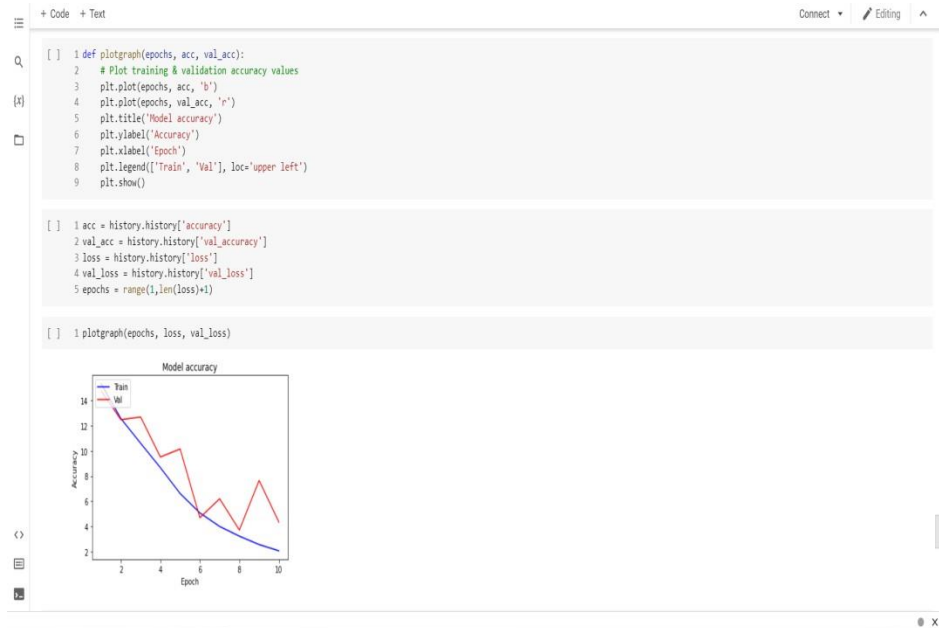 + Code + Text
Connect
Editing
{x}
[ ] 1 def plotgraph(epochs, acc, val_acc):
2 # Plot training & validation accuracy values
3 plt.plot(epochs, acc, 'b')
4 plt.plot(epochs, val_acc, 'r')
5 plt.title('Model accuracy')
6 plt.ylabel('Accuracy')
7 plt.xlabel('Epoch')
8 plt.legend(['Train', 'Val'], loc='upper left')
9 plt.show()
[ ] 1 acc = history.history['accuracy']
2 val_acc = history.history['val_accuracy']
3 loss = history.history['loss']
4 val_loss = history.history['val_loss']
5 epochs = range(1,len(loss)+1)
[ ] 1 plotgraph(epochs, loss, val_loss)
Model accuracy
Train
Val
14
12
10
8
6
4
2
Accuracy
2 4 6 8 10
Epoch